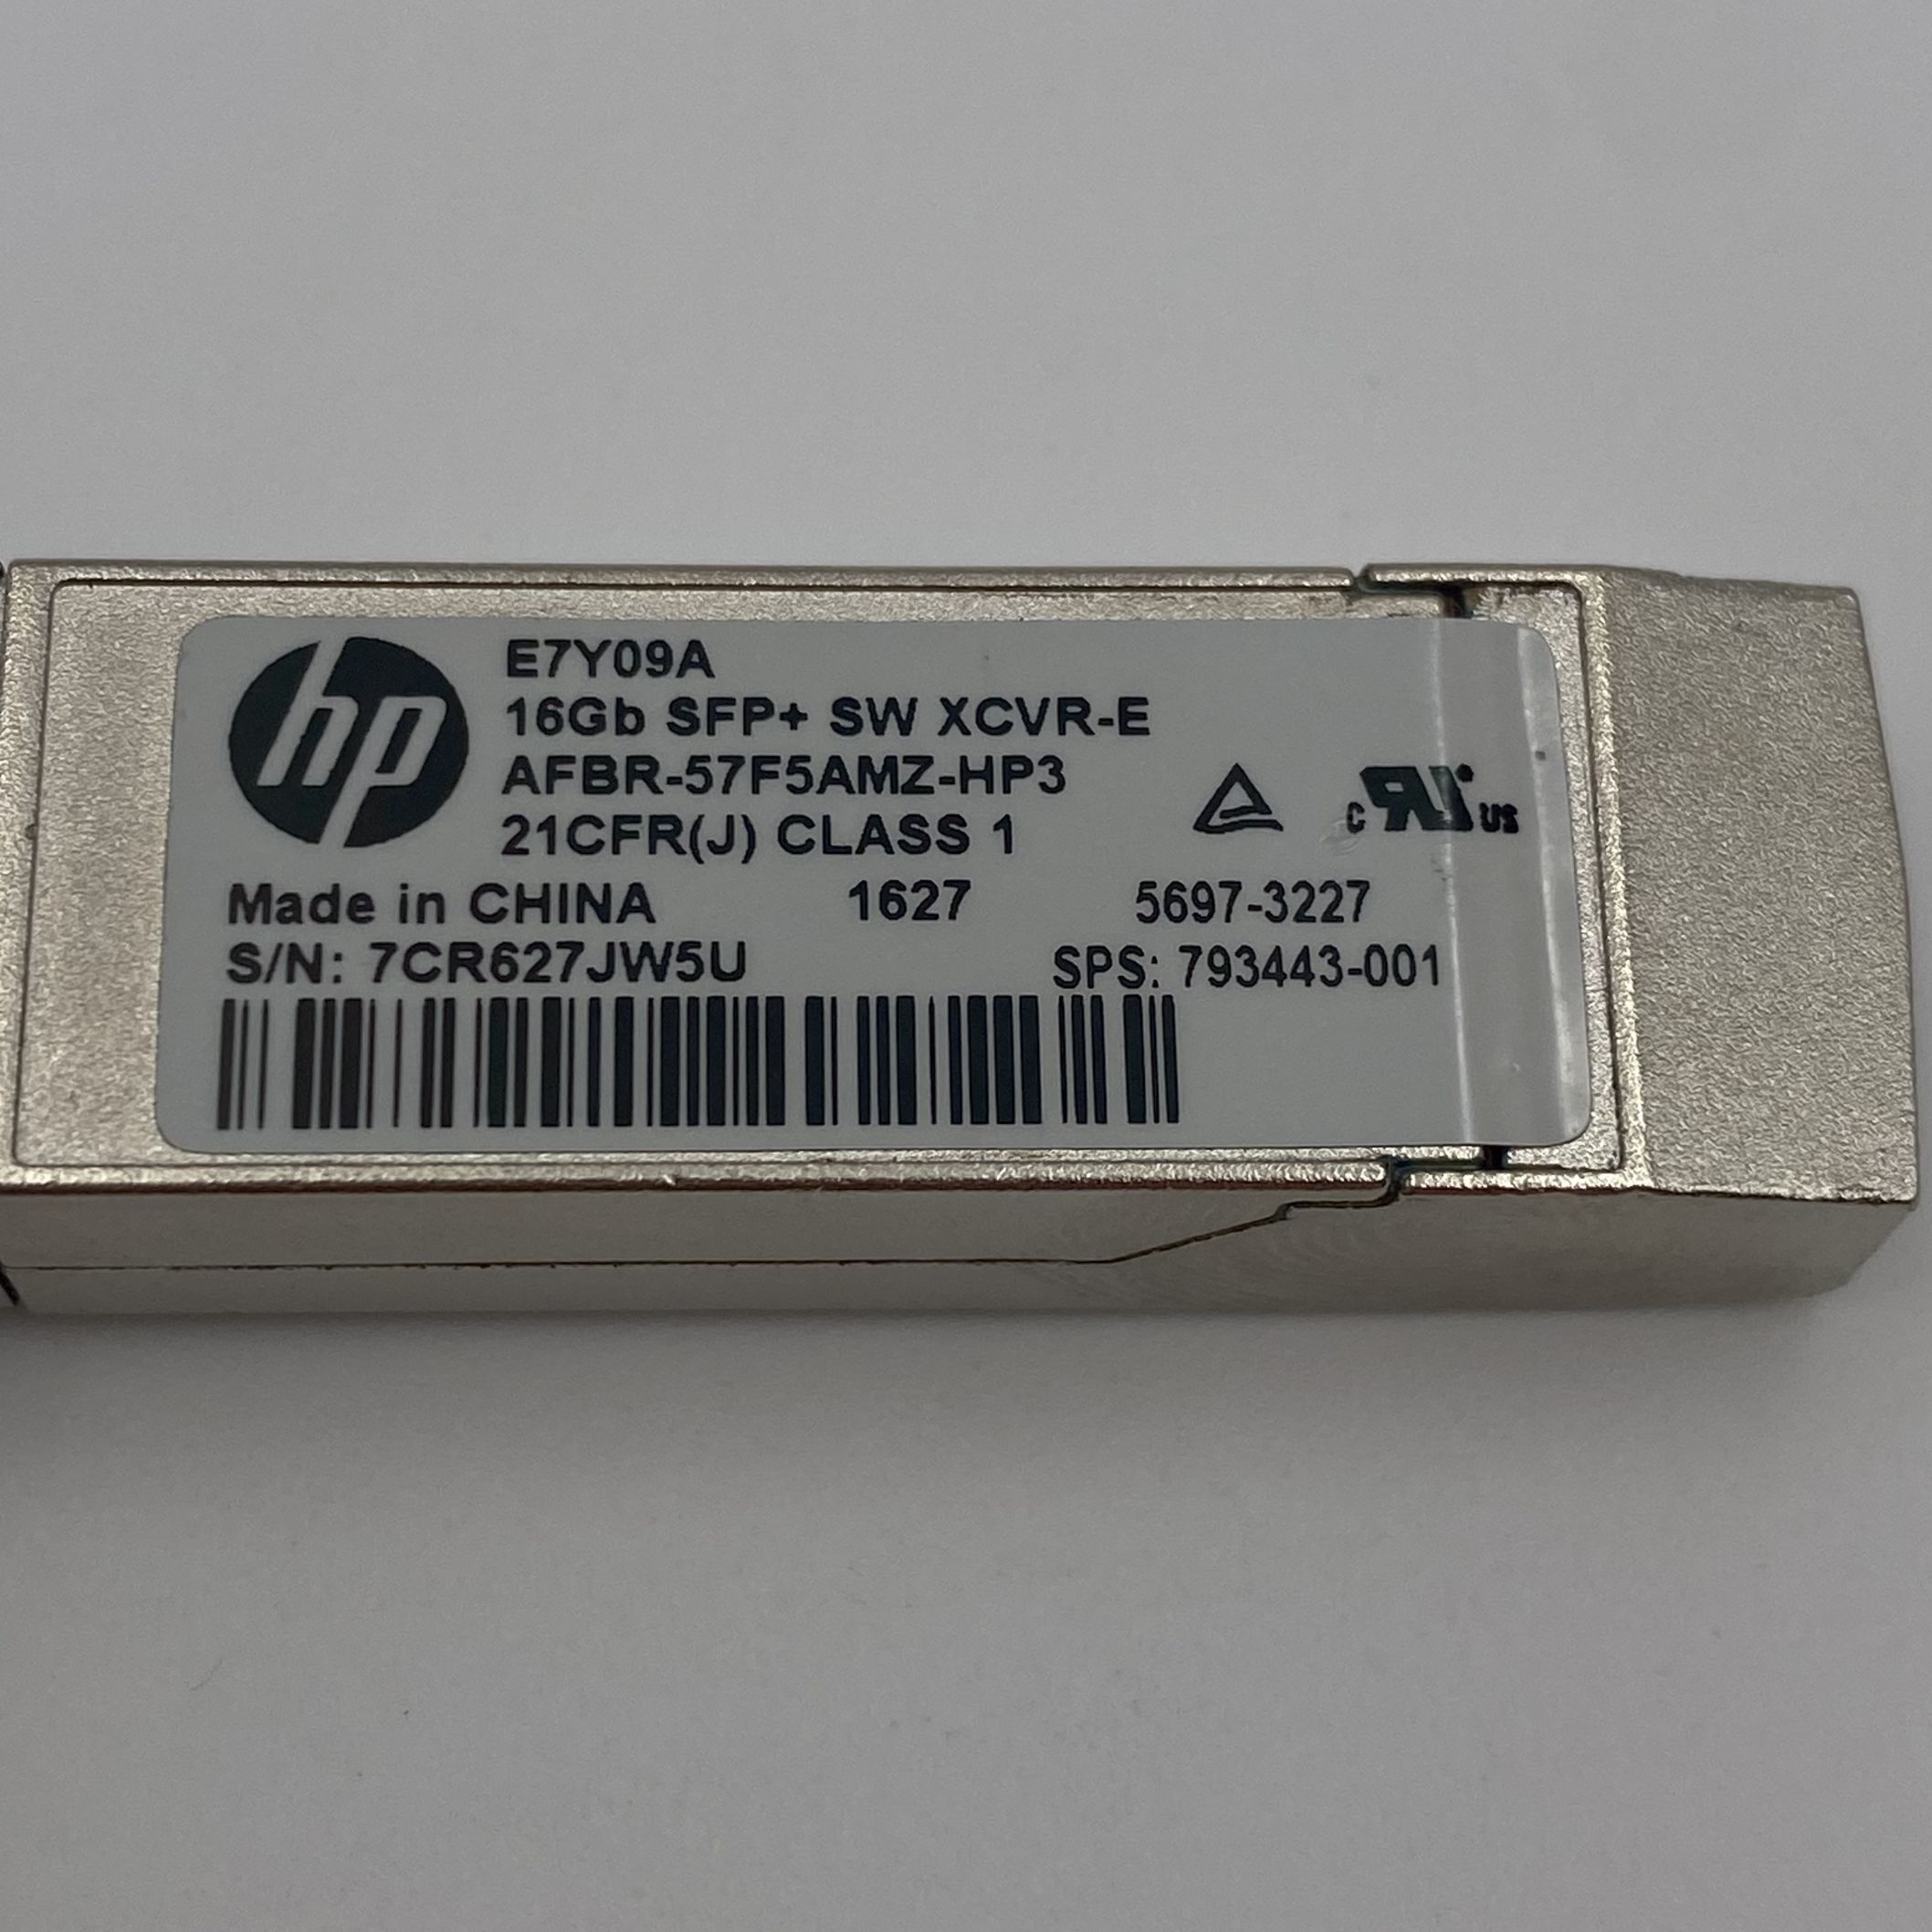 hp
E7Y09A
16Gb SFP+ SW XCVR-E
AFBR-57F5AMZ-HP3
21CFR(J) CLASS 1
c RU us
Made in CHINA 1627 5697-3227
S/N: 7CR627JW5U SPS: 793443-001